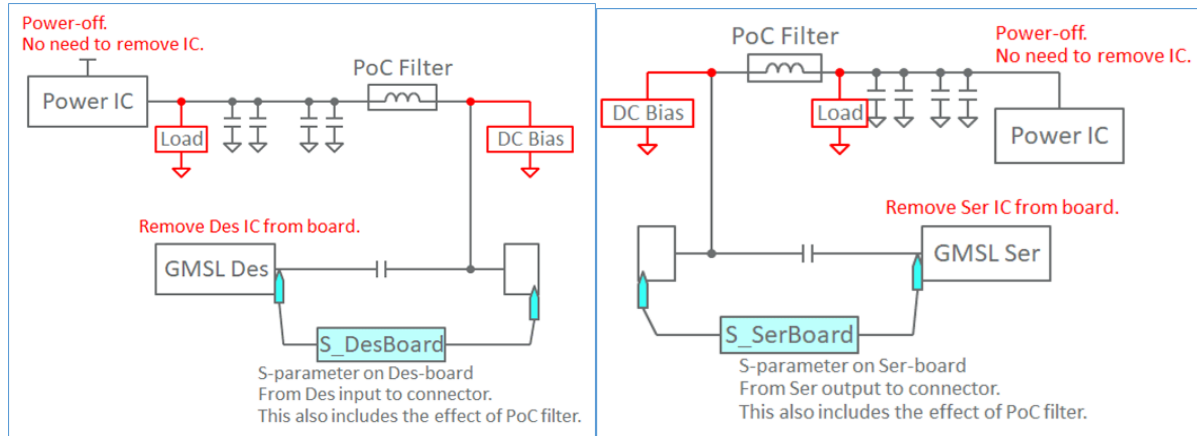 Power-off.
No need to remove IC.
PoC Filter
Power IC
Load
DC Bias
Remove Des IC from board.
GMSL Des
S_DesBoard
S-parameter on Des-board
From Des input to connector.
This also includes the effect of PoC filter.
Power-off.
No need to remove IC.
PoC Filter
DC Bias
Load
Power IC
Remove Ser IC from board.
GMSL Ser
S_SerBoard
S-parameter on Ser-board
From Ser output to connector.
This also includes the effect of PoC filter.